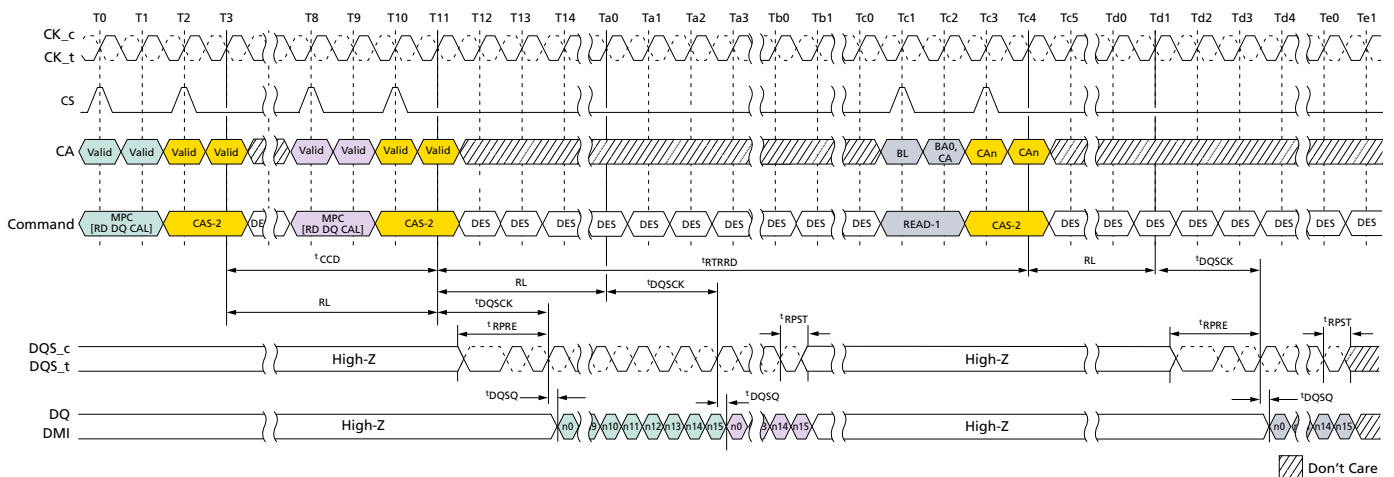 T0 T1 T2 T3 T8 T9 T10 T11 T12 T13 T14 Ta0 Ta1 Ta2 Ta3 Tb0 Tb1 Tc0 Tc1 Tc2 Tc3 Tc4 Tc5 Td0 Td1 Td2 Td3 Td4 Te0 Te1
CK_c
CK_t
CS
BA0,
CA Valid Valid Valid Valid Valid Valid Valid Valid BL CAn CAn
CA
MPC MPC
Command CAS-2 DE CAS-2 DES DES DES DES DES DES DES DES DES READ-1 CAS-2 DES DES DES DES DES DES DES
[RD DQ CAL] [RD DQ CAL]
tCCD tRTRRD RL tDQSCK
RL tDQSCK
RL tDQSCK
tRPRE tRPST tRPRE tRPST
DQS_c
High-Z High-Z
DQS_t
tDQSQ tDQSQ tDQSQ
DQ
High-Z n0 9 n10 n11 n12 n13 n14 n15 n0 3 n14 n15 High-Z n0 n14 n15
DMI
Don't Care